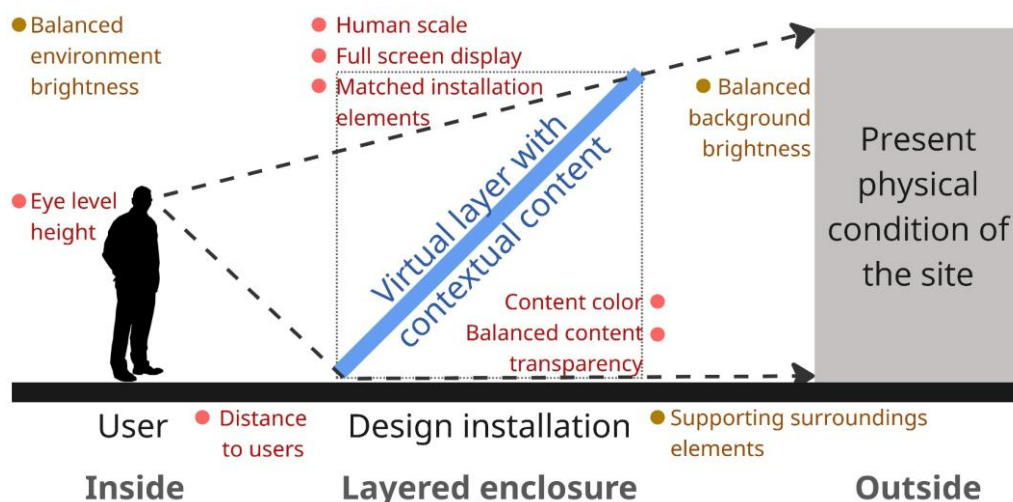 Balanced
environment
brightness
Human scale
Full screen display
Matched installation
elements
Balanced
background
brightness
Present
physical
condition of
the site
Eye level
height
Virtual layer with
contextual content
Content color
Balanced content
transparency
User
Distance
to users
Design installation
Supporting surroundings
elements
Inside
Layered enclosure
Outside